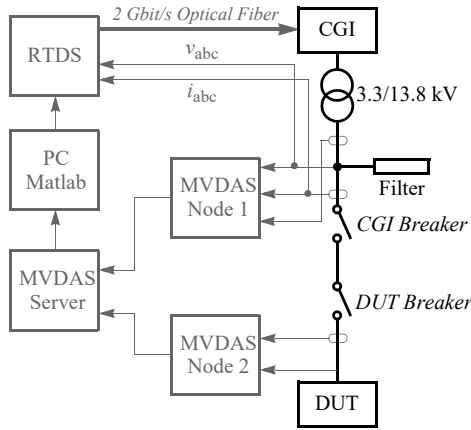 2 Gbit/s Optical Fiber
RTDS
CGI
v_abc
i_abc
3.3/13.8 kV
PC
Matlab
MVDAS
Node 1
Filter
CGI Breaker
MVDAS
Server
DUT Breaker
MVDAS
Node 2
DUT